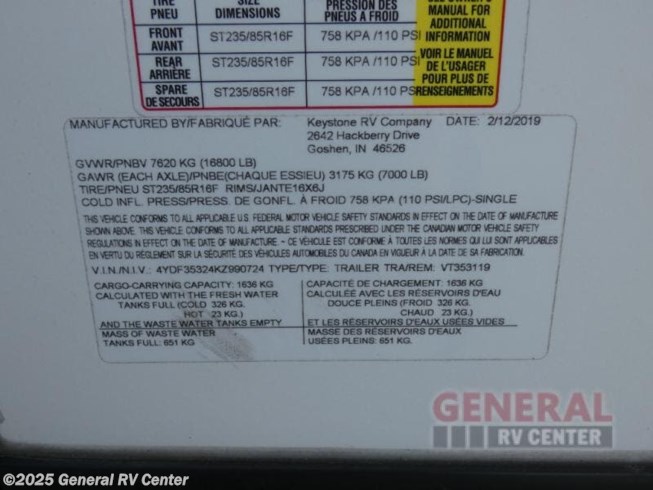 TIRE SIZE PRESSION DES
PNEU DIMENSIONS PNEUS A FROID
FRONT ST235/85R16F 758 KPA /110 PSI
AVANT
REAR ST235/85R16F 758 KPA /110 PSI
ARRIÈRE
SPARE ST235/85R16F 758 KPA /110 PSI
DE SECOURS
MANUAL FOR
ADDITIONAL
INFORMATION
VOIR LE MANUEL
DE L'USAGER
POUR PLUS DE
RENSEIGNEMENTS
MANUFACTURED BY/FABRIQUÉ PAR: Keystone RV Company DATE: 2/12/2019
2642 Hackberry Drive
Goshen, IN 46526
GVWR/PNBV 7620 KG (16800 LB)
GAWR (EACH AXLE)/PNBE(CHAQUE ESSIEU) 3175 KG (7000 LB)
TIRE/PNEU ST235/85R16F RIMS/JANTE16X6J
COLD INFL. PRESS/PRESS. DE GONFL. À FROID 758 KPA (110 PSI/LPC)-SINGLE
THIS VEHICLE CONFORMS TO ALL APPLICABLE U.S. FEDERAL MOTOR VEHICLE SAFETY STANDARDS IN EFFECT ON THE DATE OF MANUFACTURE
SHOWN ABOVE. THIS VEHICLE CONFORMS TO ALL APPLICABLE STANDARDS PRESCRIBED UNDER THE CANADIAN MOTOR VEHICLE SAFETY
REGULATIONS IN EFFECT ON THE DATE OF MANUFACTURE / CE VÉHICULE EST CONFORME A TOUTES LES NORMES QUI LUI SONT
APPLICABLES EN VERTU DU RÈGLEMENT SUR LA SÉCURITÉ DES VÉHICULES AUTOMOBILES DU CANADA EN VIGUEUR À LA DATE DE SA FABRICATION.
V.I.N./N.I.V.: 4YDF35324KZ990724 TYPE/TYPE: TRAILER TRA/REM: VT353119
CARGO-CARRYING CAPACITY: 1636 KG
CALCULATED WITH THE FRESH WATER
TANKS FULL (COLD 326 KG.
HOT :23 KG.)
AND THE WASTE WATER TANKS EMPTY
MASS OF WASTE WATER
TANKS FULL: 651 KG
CAPACITÉ DE CHARGEMENT: 1636 KG
CALCULÉE AVEC LES RÉSERVOIRS D'EAU
DOUCE PLEINS (FROID 326 KG.
CHAUD : 23 KG.)
ET LES RÉSERVOIRS D'EAUX USÉES VIDES
MASSE DES RÉSERVOIRS D'EAUX
USÉES PLEINS: 651 KG.
GENERAL
RV CENTER
©2025 General RV Center